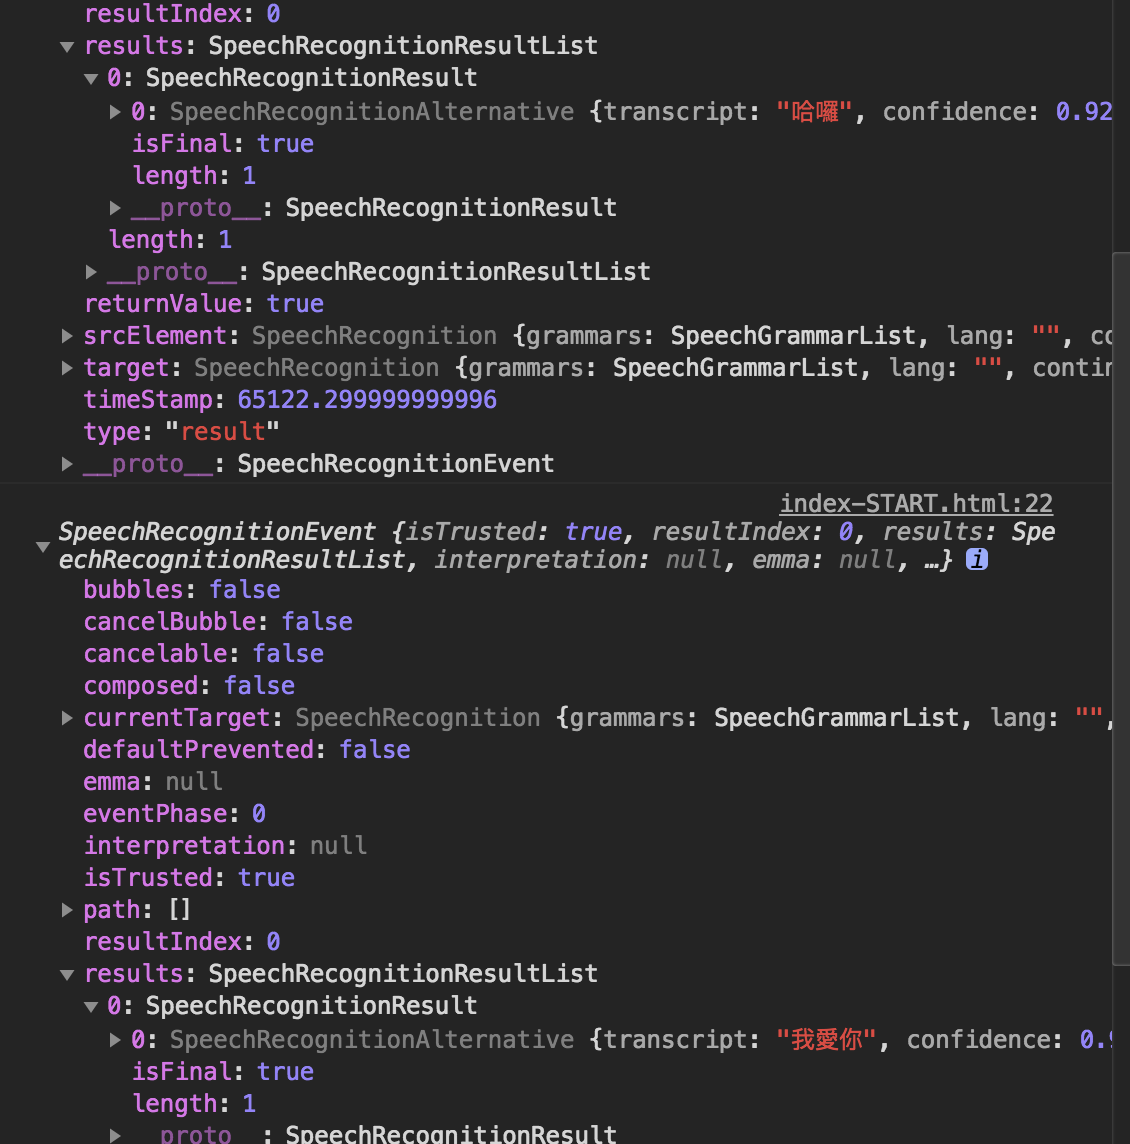 resultIndex: 0
results: SpeechRecognitionResultList
0: SpeechRecognitionResult
0: SpeechRecognitionAlternative {transcript: "哈囉", confidence: 0.92
isFinal: true
length: 1
__proto__: SpeechRecognitionResult
length: 1
__proto__: SpeechRecognitionResultList
returnValue: true
srcElement: SpeechRecognition {grammars: SpeechGrammarList, lang: "", co
target: SpeechRecognition {grammars: SpeechGrammarList, lang: "", contin
timeStamp: 65122.299999999996
type: "result"
__proto__: SpeechRecognitionEvent
index-START.html:22
SpeechRecognitionEvent {isTrusted: true, resultIndex: 0, results: Spe
echRecognitionResultList, interpretation: null, emma: null, …} i
bubbles: false
cancelBubble: false
cancelable: false
composed: false
currentTarget: SpeechRecognition {grammars: SpeechGrammarList, lang: "",
defaultPrevented: false
emma: null
eventPhase: 0
interpretation: null
isTrusted: true
path: []
resultIndex: 0
results: SpeechRecognitionResultList
0: SpeechRecognitionResult
0: SpeechRecognitionAlternative {transcript: "我愛你", confidence: 0.9
isFinal: true
length: 1
__proto__: SpeechRecognitionResult